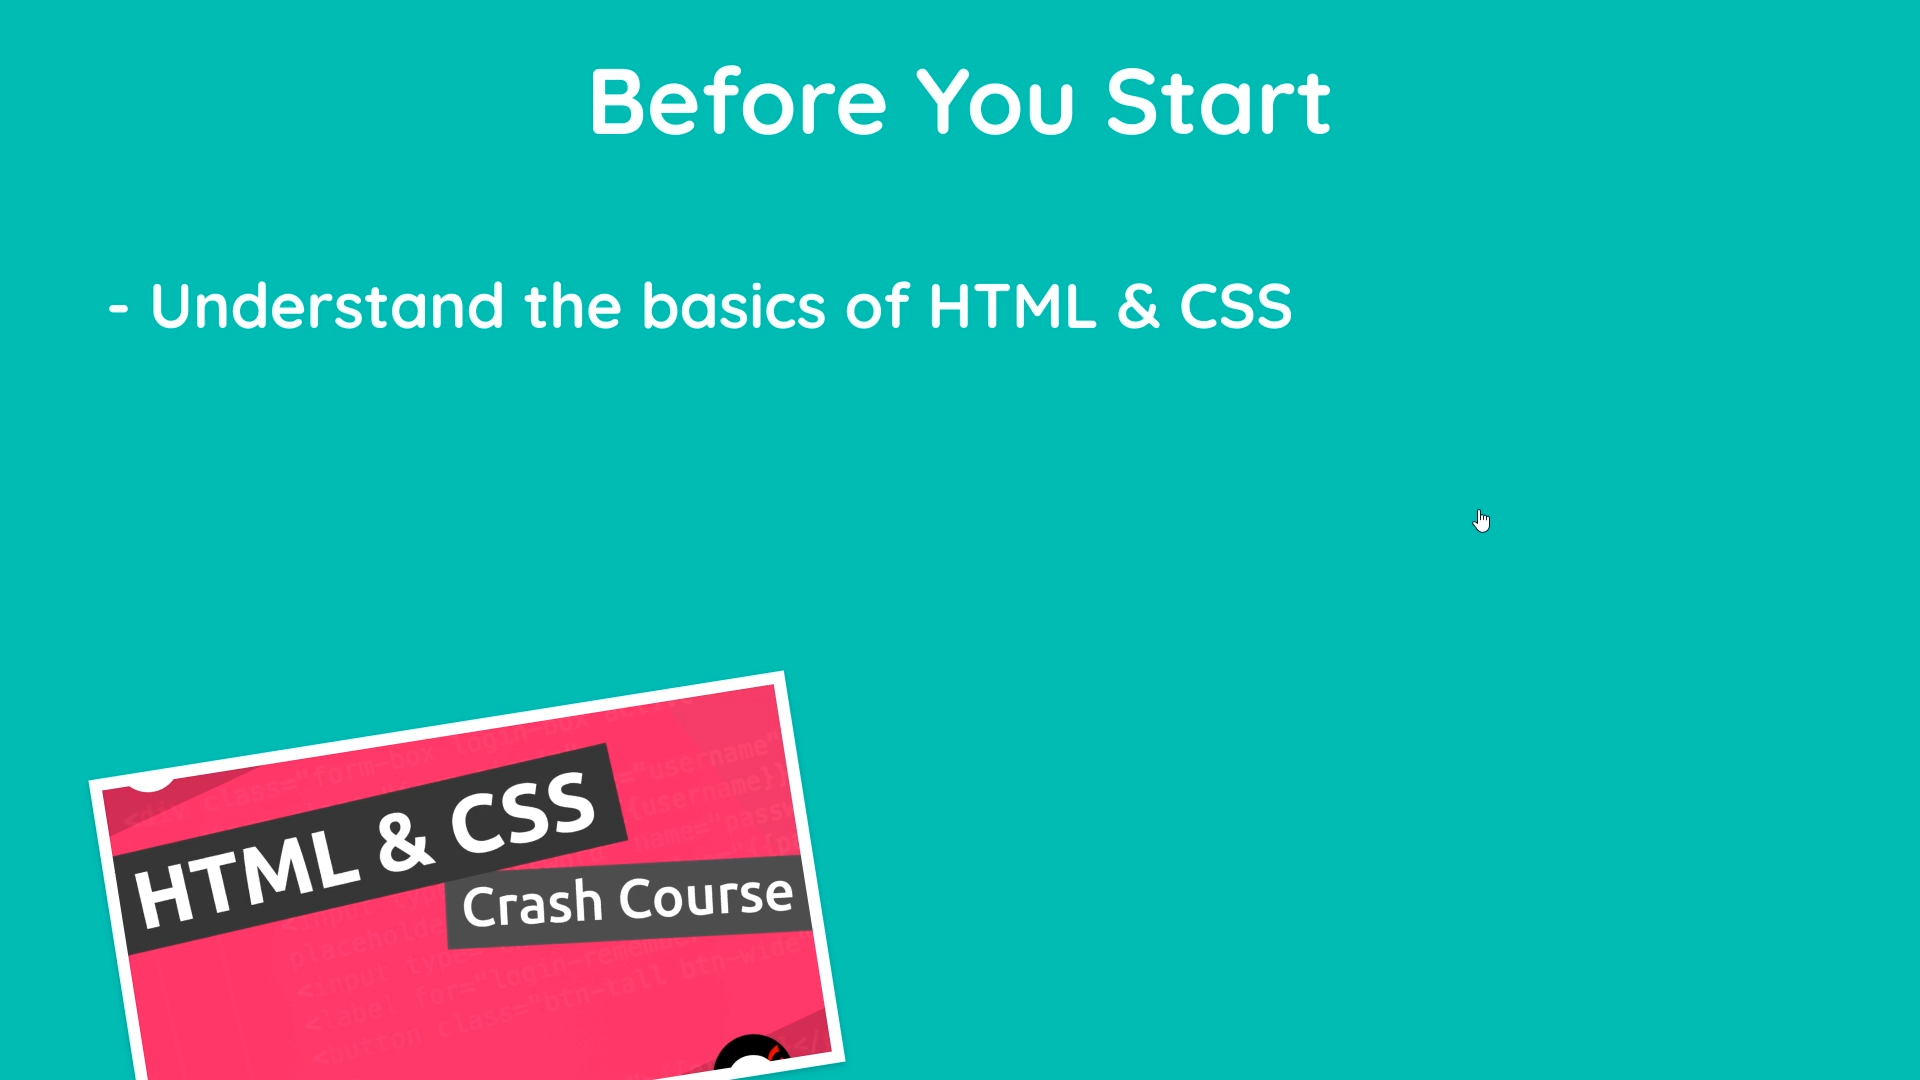 Before You Start
- Understand the basics of HTML & CSS
HTML & CSS
Crash Course